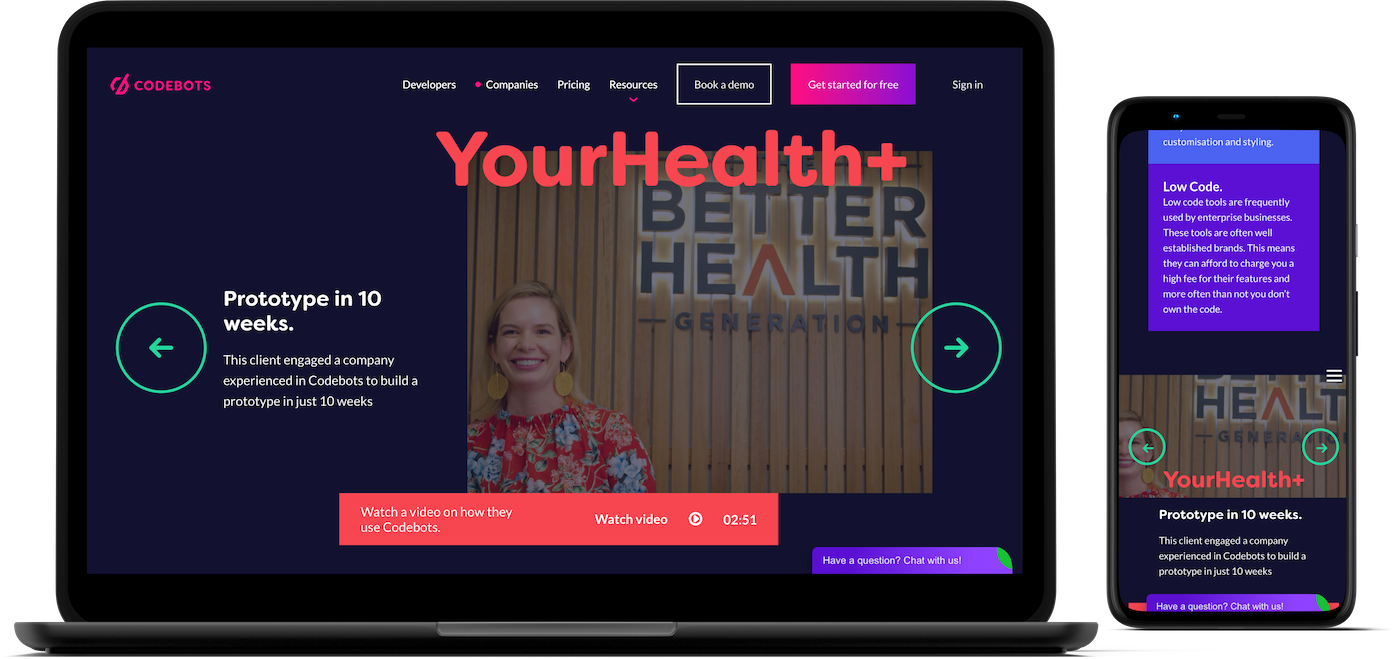 CODEBOTS
Developers
Companies
Pricing
Resources
Book a demo
Get started for free
Sign in
YourHealth+
BETTER
HEALTH
GENERATION
Prototype in 10
weeks.
This client engaged a company
experienced in Codebots to build a
prototype in just 10 weeks
Watch a video on how they
use Codebots.
Watch video
02:51
Have a question? Chat with us!
customisation and styling.
Low Code.
Low code tools are frequently
used by enterprise businesses.
These tools are often well
established brands. This means
they can afford to charge you a
high fee for their features and
more often than not you don't
own the code.
HEALT
GENERATION
YourHealth+
Prototype in 10 weeks.
This client engaged a company
experienced in Codebots to build a
prototype in just 10 weeks
Have a question? Chat with us!